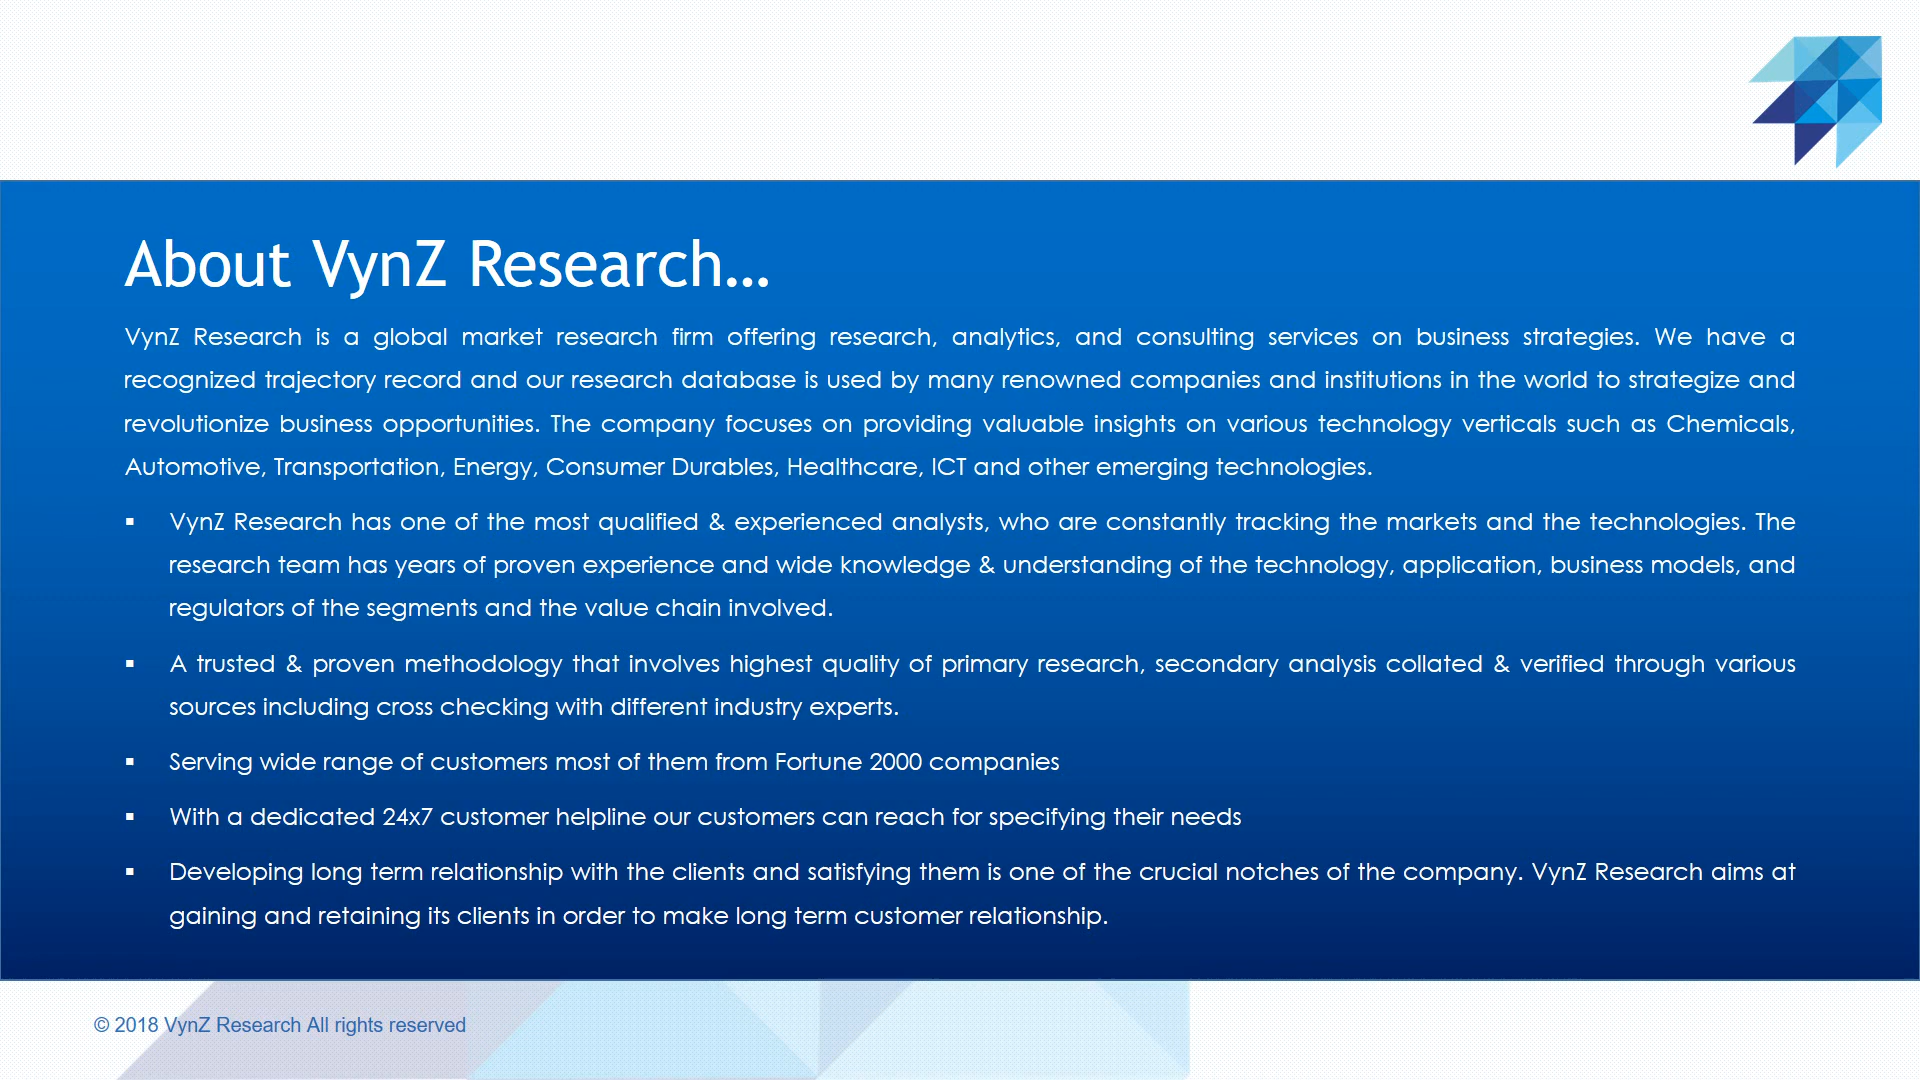 About VynZ Research...
VynZ Research is a global market research firm offering research, analytics, and consulting services on business strategies. We have a
recognized trajectory record and our research database is used by many renowned companies and institutions in the world to strategize and
revolutionize business opportunities. The company focuses on providing valuable insights on various technology verticals such as Chemicals,
Automotive, Transportation, Energy, Consumer Durables, Healthcare, ICT and other emerging technologies.
▪ VynZ Research has one of the most qualified & experienced analysts, who are constantly tracking the markets and the technologies. The
research team has years of proven experience and wide knowledge & understanding of the technology, application, business models, and
regulators of the segments and the value chain involved.
▪ A trusted & proven methodology that involves highest quality of primary research, secondary analysis collated & verified through various
sources including cross checking with different industry experts.
▪ Serving wide range of customers most of them from Fortune 2000 companies
▪ With a dedicated 24x7 customer helpline our customers can reach for specifying their needs
▪ Developing long term relationship with the clients and satisfying them is one of the crucial notches of the company. VynZ Research aims at
gaining and retaining its clients in order to make long term customer relationship.
© 2018 VynZ Research All rights reserved